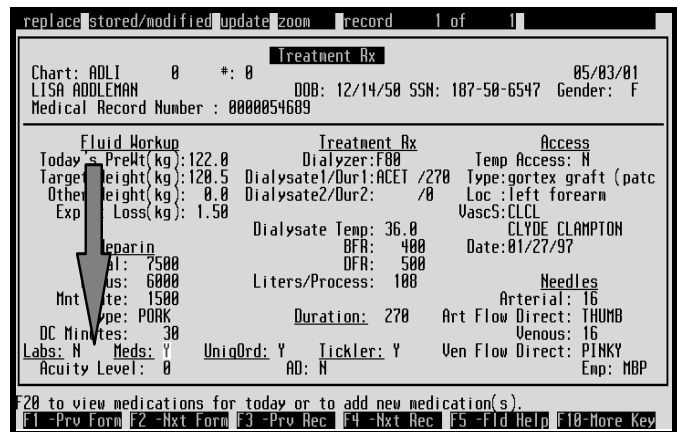 replace stored/modified update zoom record 1 of 1
Treatment Rx
Chart: ADLI 0 #: 0 05/03/01
LISA ADDLEMAN DOB: 12/14/50 SSN: 187-50-6547 Gender: F
Medical Record Number : 0000054689
Fluid Workup Treatment Rx Access
Today's PreWt(kg):122.0 Dialyzer:F80 Temp Access: N
Target Weight(kg):120.5 Dialysate1/Dur1:ACET /270 Type:gortex graft (patc
Other Weight(kg): 0.0 Dialysate2/Dur2: /0 Loc :left forearm
Exp Loss(kg): 1.50 VascS:CLCL
Dialysate Temp: 36.0 CLYDE CLAMPTON
Heparin BFR: 400 Date:01/27/97
7500 DFR: 500
6000 Liters/Process: 108 Needles
Mnt 1500 Arterial: 16
PORK Duration: 270 Art Flow Direct: THUMB
DC Minutes: 30 Venous: 16
Labs: N Meds: Y UniqOrd: Y Tickler: Y Ven Flow Direct: PINKY
Acuity Level: 0 AD: N Emp: MBP
F20 to view medications for today or to add new medication(s).
F1 -Prv Form F2 -Nxt Form F3 -Prv Rec F4 -Nxt Rec F5 -Fld Help F10-More Key